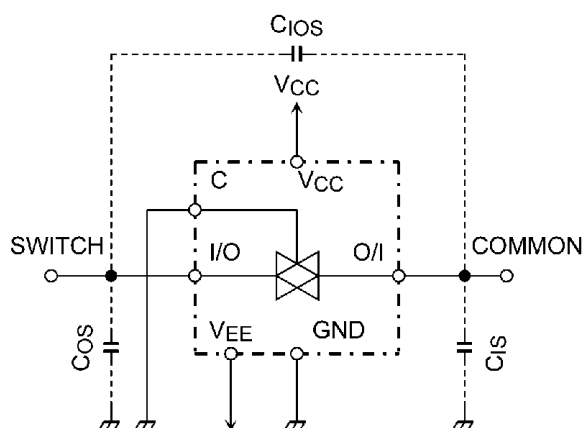 CIOS
VCC
C
VCC
SWITCH
I/O
O/I
COMMON
VEE
GND
COS
CIS